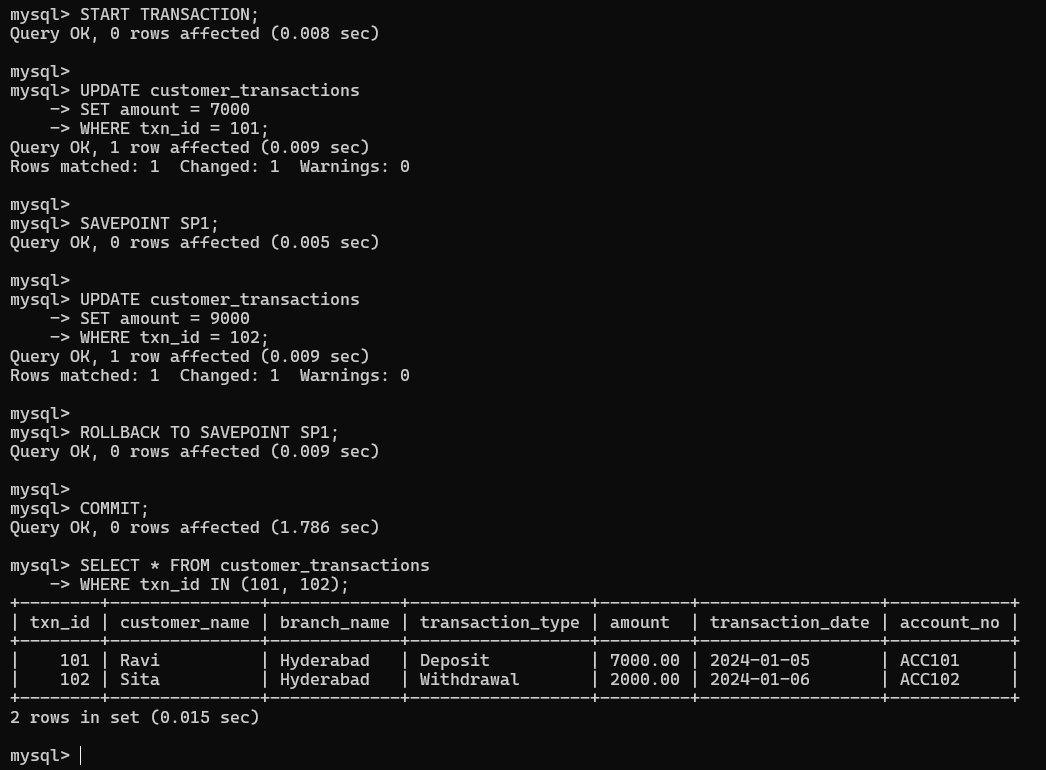 mysql> START TRANSACTION;
Query OK, 0 rows affected (0.008 sec)
mysql>
mysql> UPDATE customer_transactions
    -> SET amount = 7000
    -> WHERE txn_id = 101;
Query OK, 1 row affected (0.009 sec)
Rows matched: 1  Changed: 1  Warnings: 0
mysql>
mysql> SAVEPOINT SP1;
Query OK, 0 rows affected (0.005 sec)
mysql>
mysql> UPDATE customer_transactions
    -> SET amount = 9000
    -> WHERE txn_id = 102;
Query OK, 1 row affected (0.009 sec)
Rows matched: 1  Changed: 1  Warnings: 0
mysql>
mysql> ROLLBACK TO SAVEPOINT SP1;
Query OK, 0 rows affected (0.009 sec)
mysql>
mysql> COMMIT;
Query OK, 0 rows affected (1.786 sec)
mysql> SELECT * FROM customer_transactions
    -> WHERE txn_id IN (101, 102);
+--------+---------------+-------------+------------------+---------+------------------+------------+
| txn_id | customer_name | branch_name | transaction_type | amount  | transaction_date | account_no |
+--------+---------------+-------------+------------------+---------+------------------+------------+
|    101 | Ravi          | Hyderabad   | Deposit          | 7000.00 | 2024-01-05       | ACC101     |
|    102 | Sita          | Hyderabad   | Withdrawal       | 2000.00 | 2024-01-06       | ACC102     |
+--------+---------------+-------------+------------------+---------+------------------+------------+
2 rows in set (0.015 sec)
mysql>